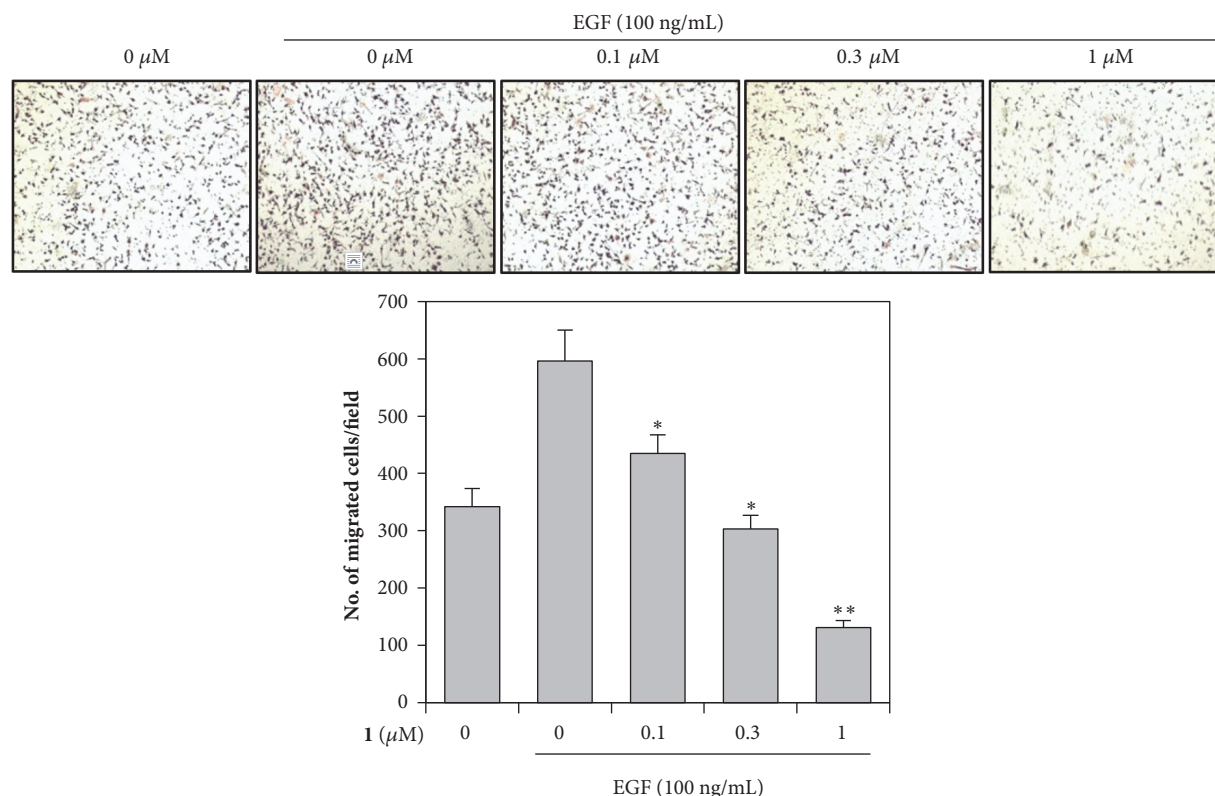 EGF (100 ng/mL)
0 μM 0 μM 0.1 μM 0.3 μM 1 μM
700
600
500
400
300
200
100
0
No. of migrated cells/field
*
*
**
1 (μM) 0 0 0.1 0.3 1
EGF (100 ng/mL)